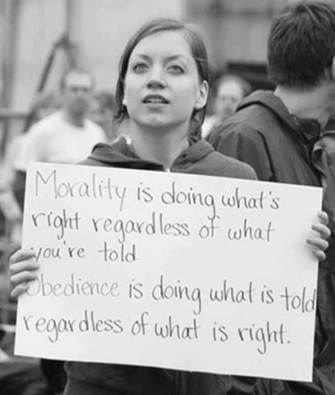 Morality is doing what's
right regardless of what
you're told.
Obedience is doing what is told
regardless of what is right.